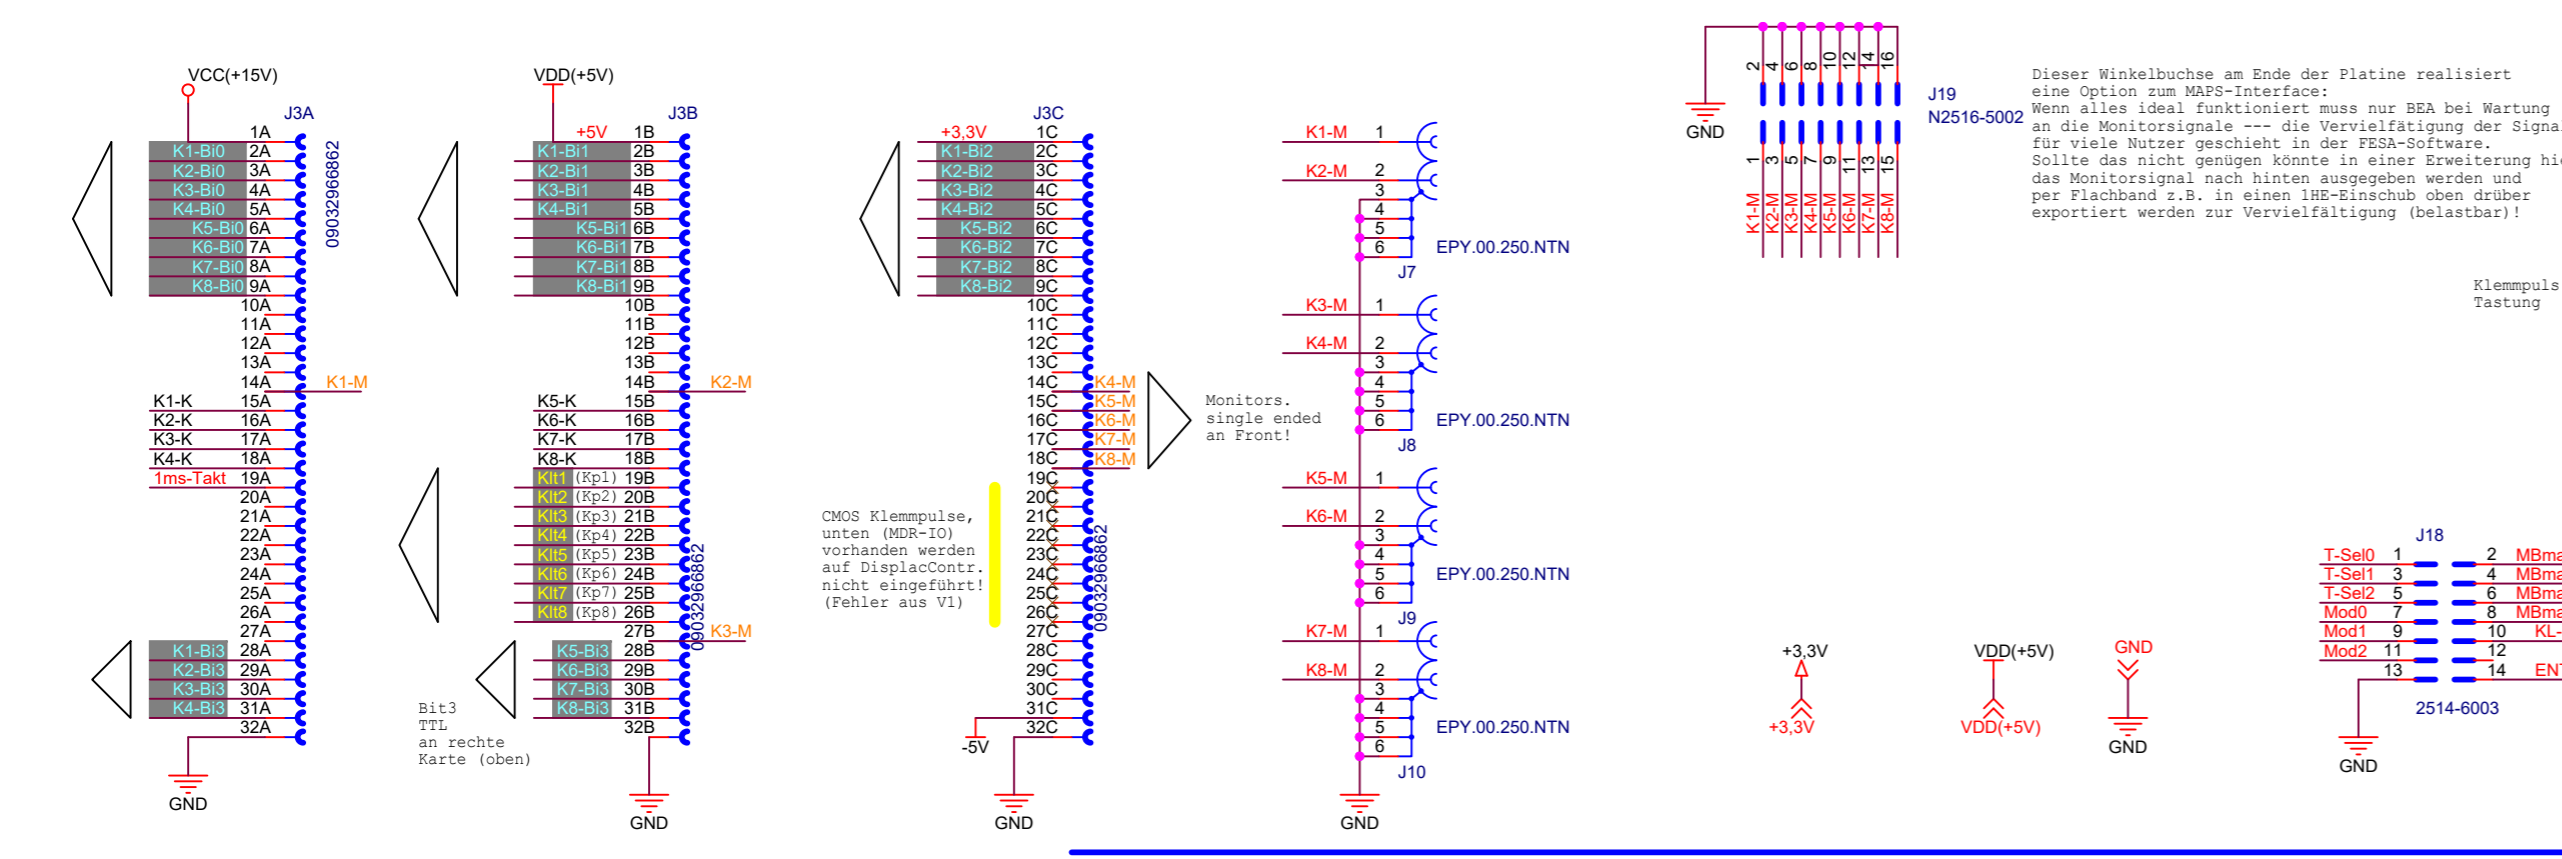 VCC(+15V)
J3A
09032966862
1A
K1-Bi0 2A
K2-Bi0 3A
K3-Bi0 4A
K4-Bi0 5A
K5-Bi0 6A
K6-Bi0 7A
K7-Bi0 8A
K8-Bi0 9A
10A
11A
12A
13A
14A K1-M
K1-K 15A
K2-K 16A
K3-K 17A
K4-K 18A
1ms-Takt 19A
20A
21A
22A
23A
24A
25A
26A
27A
K1-Bi3 28A
K2-Bi3 29A
K3-Bi3 30A
K4-Bi3 31A
32A
GND
VDD(+5V)
J3B
09032966862
+5V 1B
K1-Bi1 2B
K2-Bi1 3B
K3-Bi1 4B
K4-Bi1 5B
K5-Bi1 6B
K6-Bi1 7B
K7-Bi1 8B
K8-Bi1 9B
10B
11B
12B
13B
14B K2-M
K5-K 15B
K6-K 16B
K7-K 17B
K8-K 18B
Klt1 (Kp1) 19B
Klt2 (Kp2) 20B
Klt3 (Kp3) 21B
Klt4 (Kp4) 22B
Klt5 (Kp5) 23B
Klt6 (Kp6) 24B
Klt7 (Kp7) 25B
Klt8 (Kp8) 26B
27B K3-M
K5-Bi3 28B
K6-Bi3 29B
K7-Bi3 30B
K8-Bi3 31B
32B
GND
Bit3
TTL
an rechte
Karte (oben)
J3C
09032966862
+3,3V 1C
K1-Bi2 2C
K2-Bi2 3C
K3-Bi2 4C
K4-Bi2 5C
K5-Bi2 6C
K6-Bi2 7C
K7-Bi2 8C
K8-Bi2 9C
10C
11C
12C
13C
14C K4-M
15C K5-M
16C K6-M
17C K7-M
18C K8-M
19C
20C
21C
22C
23C
24C
25C
26C
27C
28C
29C
30C
31C
32C
-5V
GND
CMOS Klemmpulse,
unten (MDR-IO)
vorhanden werden
auf DisplacContr.
nicht eingeführt!
(Fehler aus V1)
Monitors.
single ended
an Front!
K1-M 1
K2-M 2
3
4
5
6
EPY.00.250.NTN
J7
K3-M 1
K4-M 2
3
4
5
6
EPY.00.250.NTN
J8
K5-M 1
K6-M 2
3
4
5
6
EPY.00.250.NTN
J9
K7-M 1
K8-M 2
3
4
5
6
EPY.00.250.NTN
J10
GND
GND
2 4 6 8 10 12 14 16
J19
N2516-5002
1 3 5 7 9 11 13 15
K1-M K2-M K3-M K4-M K5-M K6-M K7-M K8-M
Dieser Winkelbuchse am Ende der Platine realisiert
eine Option zum MAPS-Interface:
Wenn alles ideal funktioniert muss nur BEA bei Wartung
an die Monitorsignale --- die Vervielfätigung der Signa
für viele Nutzer geschieht in der FESA-Software.
Sollte das nicht genügen könnte in einer Erweiterung hie
das Monitorsignal nach hinten ausgegeben werden und
per Flachband z.B. in einen 1HE-Einschub oben drüber
exportiert werden zur Vervielfältigung (belastbar)!
Klemmpuls
Tastung
+3,3V
+3,3V
VDD(+5V)
VDD(+5V)
GND
GND
J18
T-Sel0 1 2 MBma
T-Sel1 3 4 MBma
T-Sel2 5 6 MBma
Mod0 7 8 MBma
Mod1 9 10 KL-
Mod2 11 12
13 14 EN
2514-6003
GND